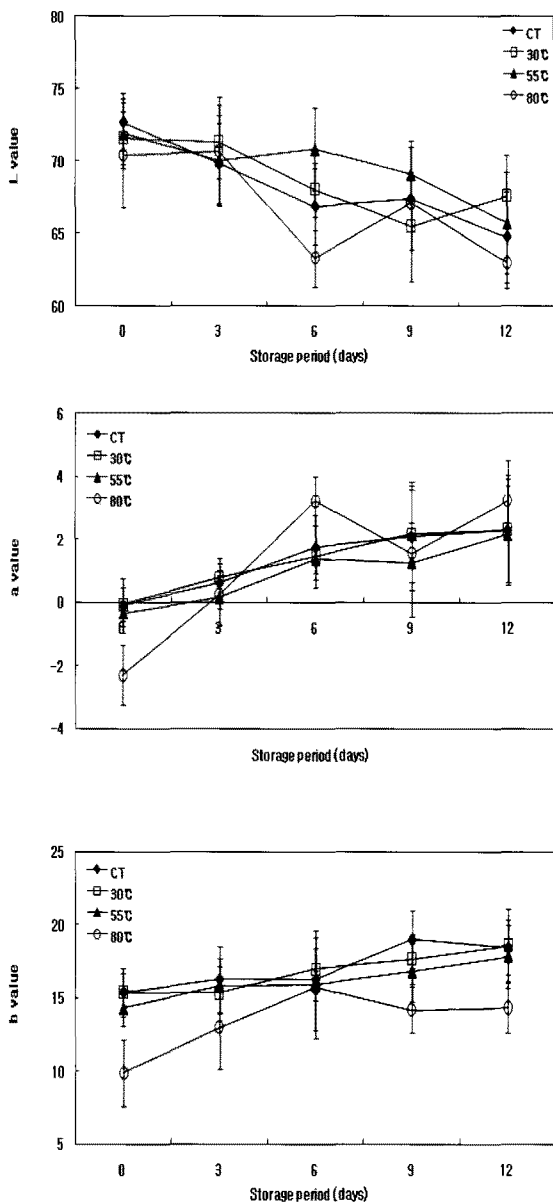 80
75
70
65
60
L value
CT
30℃
55℃
80℃
0 3 6 9 12
Storage period (days)
6
4
2
0
-2
-4
a value
CT
30℃
55℃
80℃
0 3 6 9 12
Storage period (days)
25
20
15
10
5
b value
CT
30℃
55℃
80℃
0 3 6 9 12
Storage period (days)